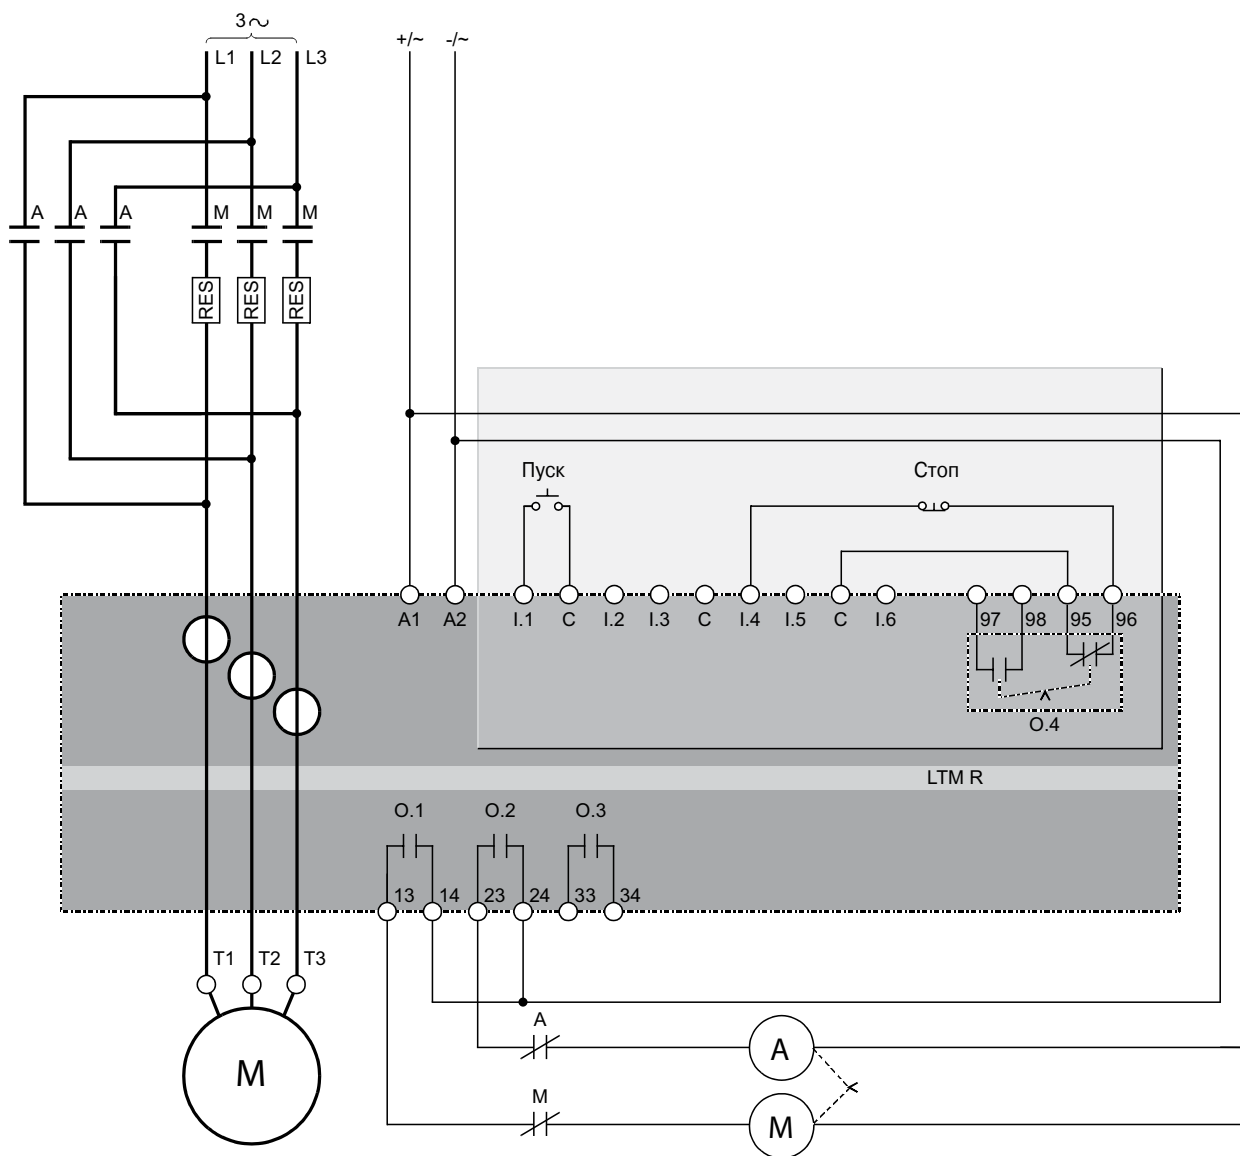 3~
+/~ -/~
L1 L2 L3
A A A M M M
RES RES RES
Пуск Стоп
A1 A2 I.1 C I.2 I.3 C I.4 I.5 C I.6 97 98 95 96
O.4
LTM R
O.1 O.2 O.3
13 14 23 24 33 34
T1 T2 T3
A
A
M
M
M